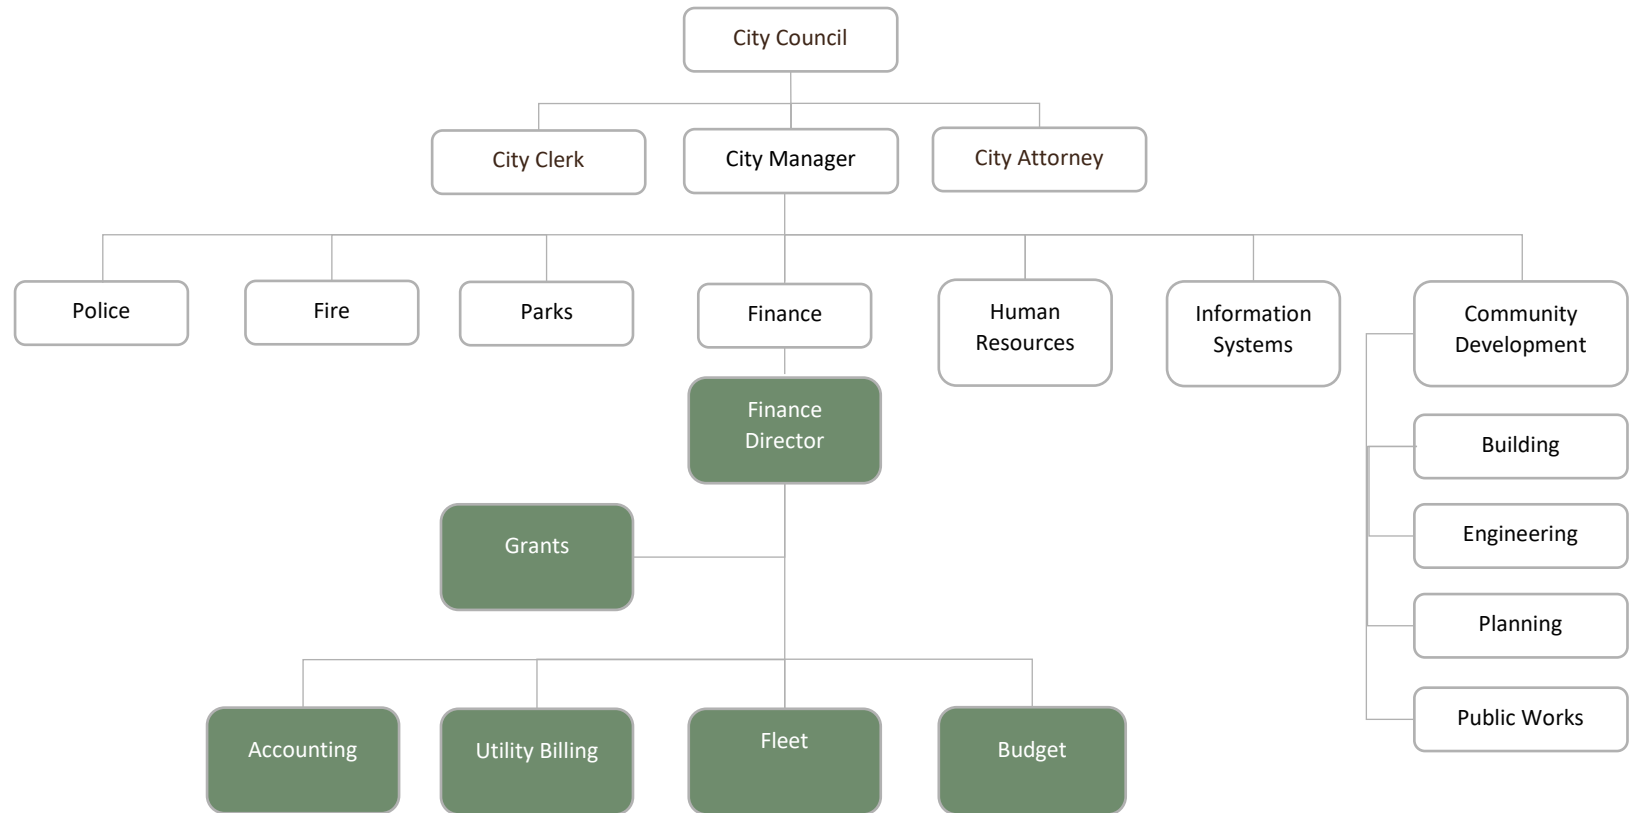 City Council
City Clerk
City Manager
City Attorney
Police
Fire
Parks
Finance
Human
Resources
Information
Systems
Community
Development
Finance
Director
Building
Grants
Engineering
Planning
Public Works
Accounting
Utility Billing
Fleet
Budget